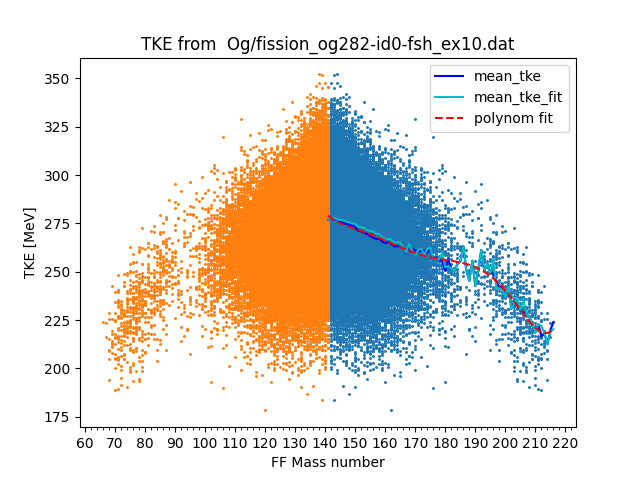 TKE from  Og/fission_og282-id0-fsh_ex10.dat
TKE [MeV]
350
325
300
275
250
225
200
175
mean_tke
mean_tke_fit
polynom fit
60 70 80 90 100 110 120 130 140 150 160 170 180 190 200 210 220
FF Mass number